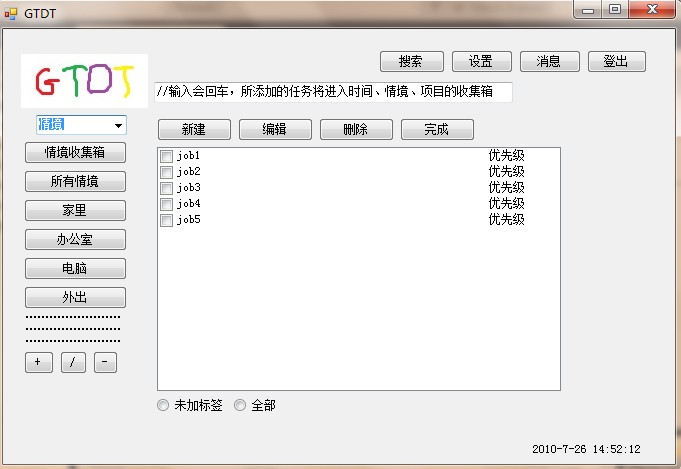 GTDT
搜索 设置 消息 登出
GTDT
//输入会回车，所添加的任务将进入时间、情境、项目的收集箱
情境
新建 编辑 删除 完成
情境收集箱
所有情境
家里
办公室
电脑
外出
+ / -
job1 优先级
job2 优先级
job3 优先级
job4 优先级
job5 优先级
未加标签 全部
2010-7-26 14:52:12